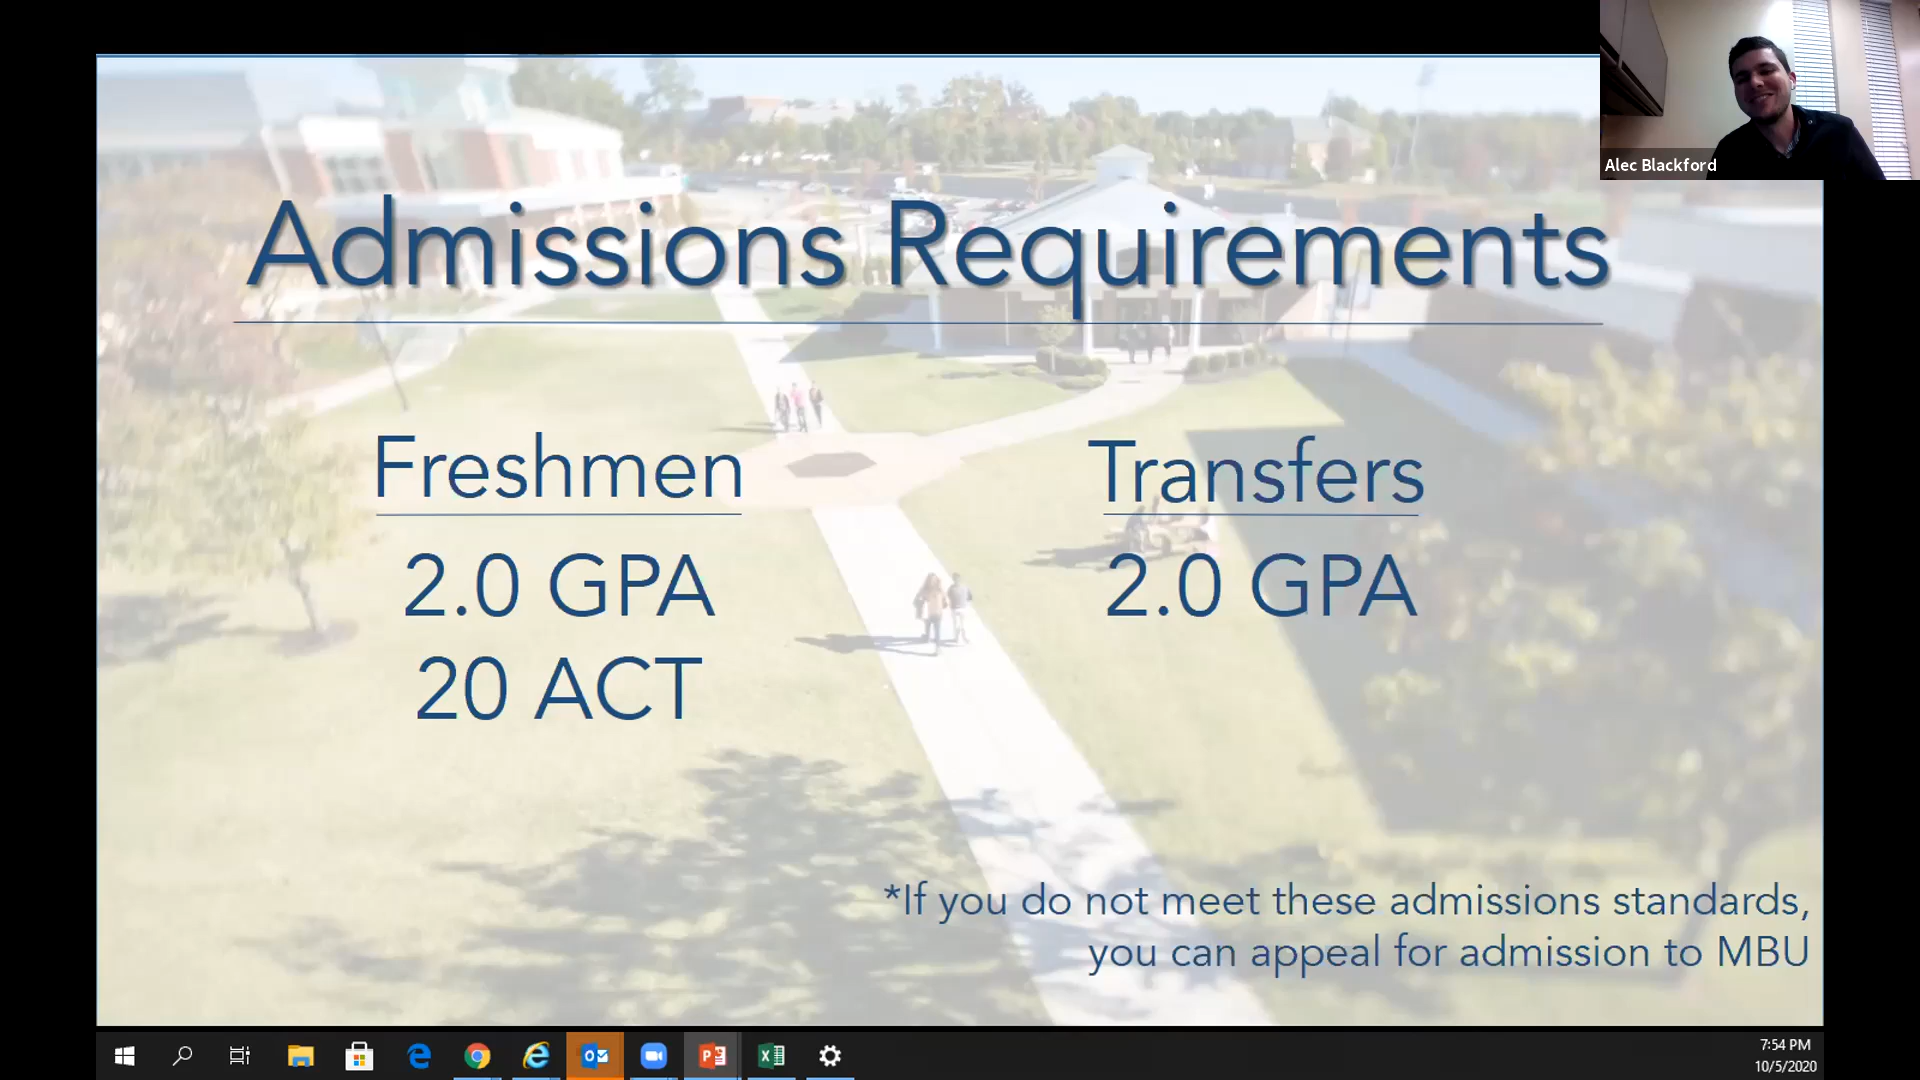 Alec Blackford
Admissions Requirements
Freshmen
2.0 GPA
20 ACT
Transfers
2.0 GPA
*If you do not meet these admissions standards,
you can appeal for admission to MBU
7:54 PM
10/5/2020